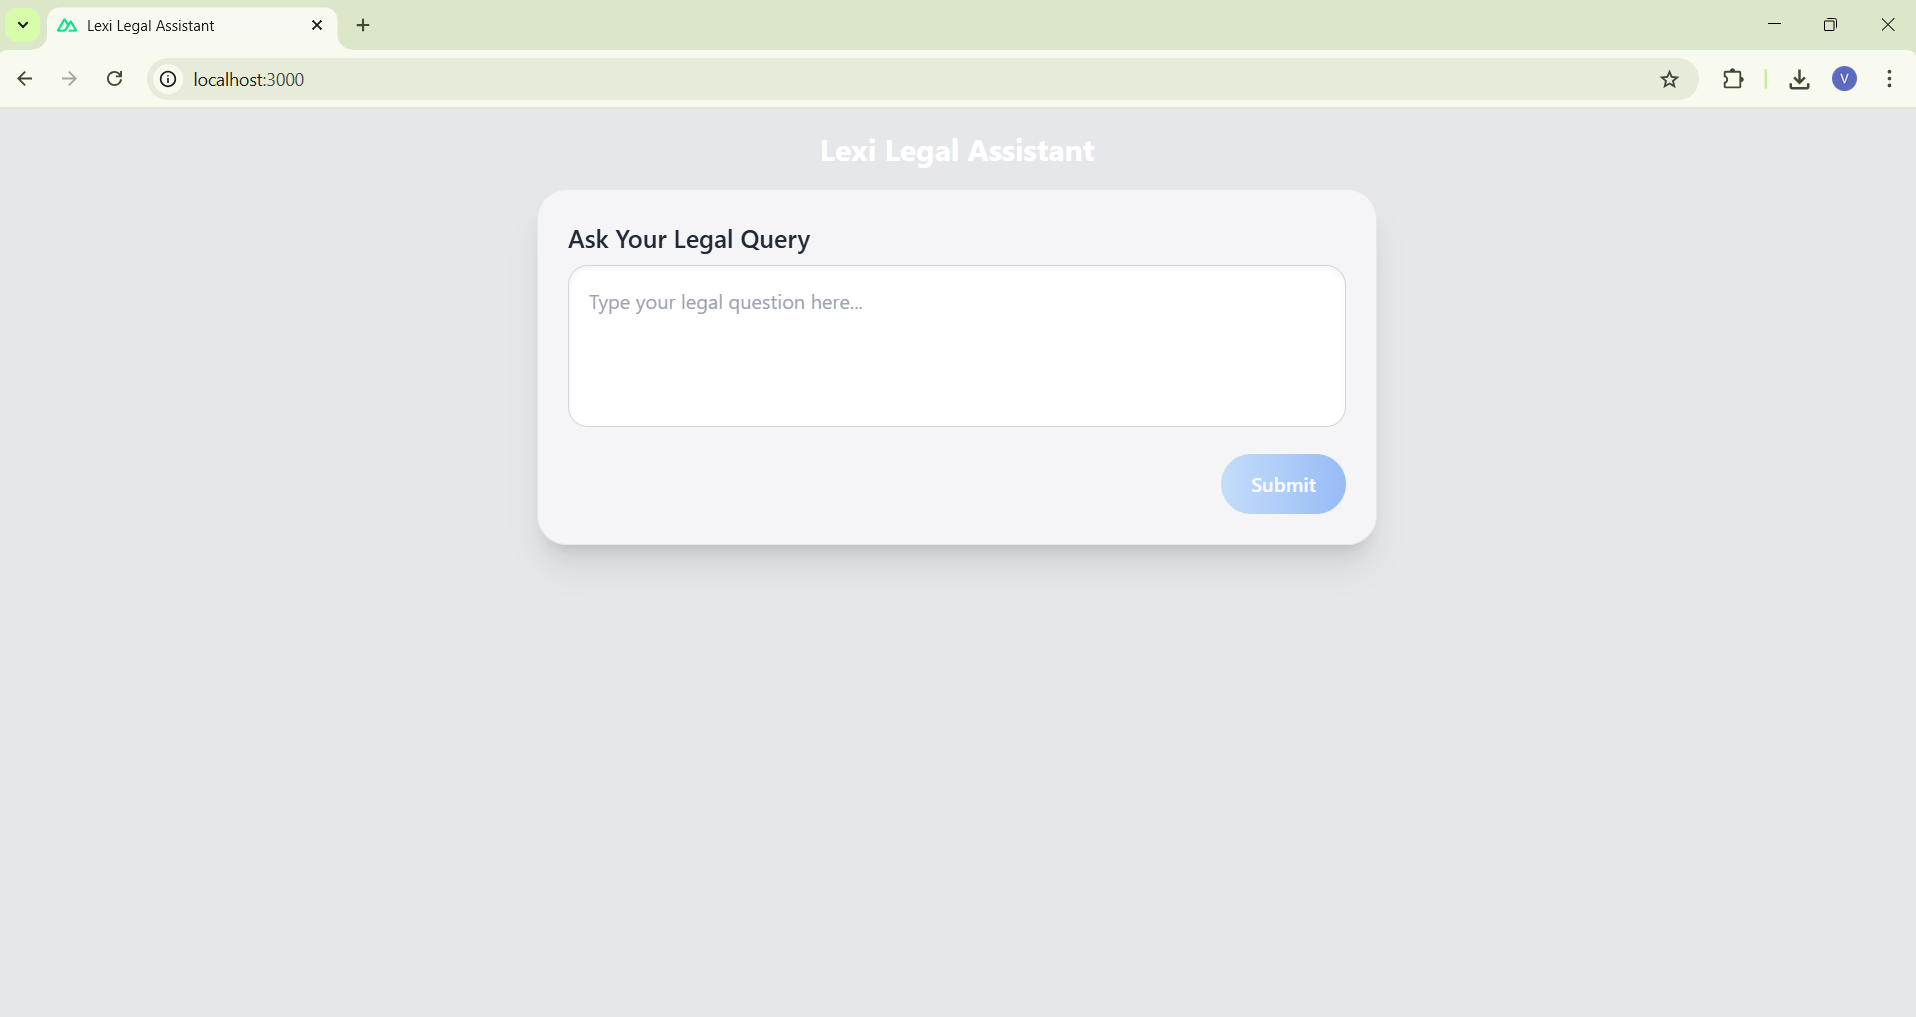 Lexi Legal Assistant
localhost:3000
V
Lexi Legal Assistant
Ask Your Legal Query
Type your legal question here...
Submit